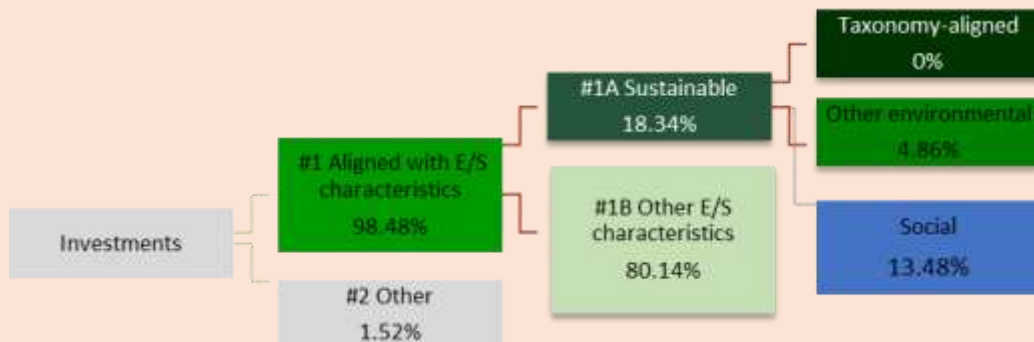 Investments
#1 Aligned with E/S
characteristics
98.48%
#2 Other
1.52%
#1A Sustainable
18.34%
#1B Other E/S
characteristics
80.14%
Taxonomy-aligned
0%
Other environmental
4.86%
Social
13.48%